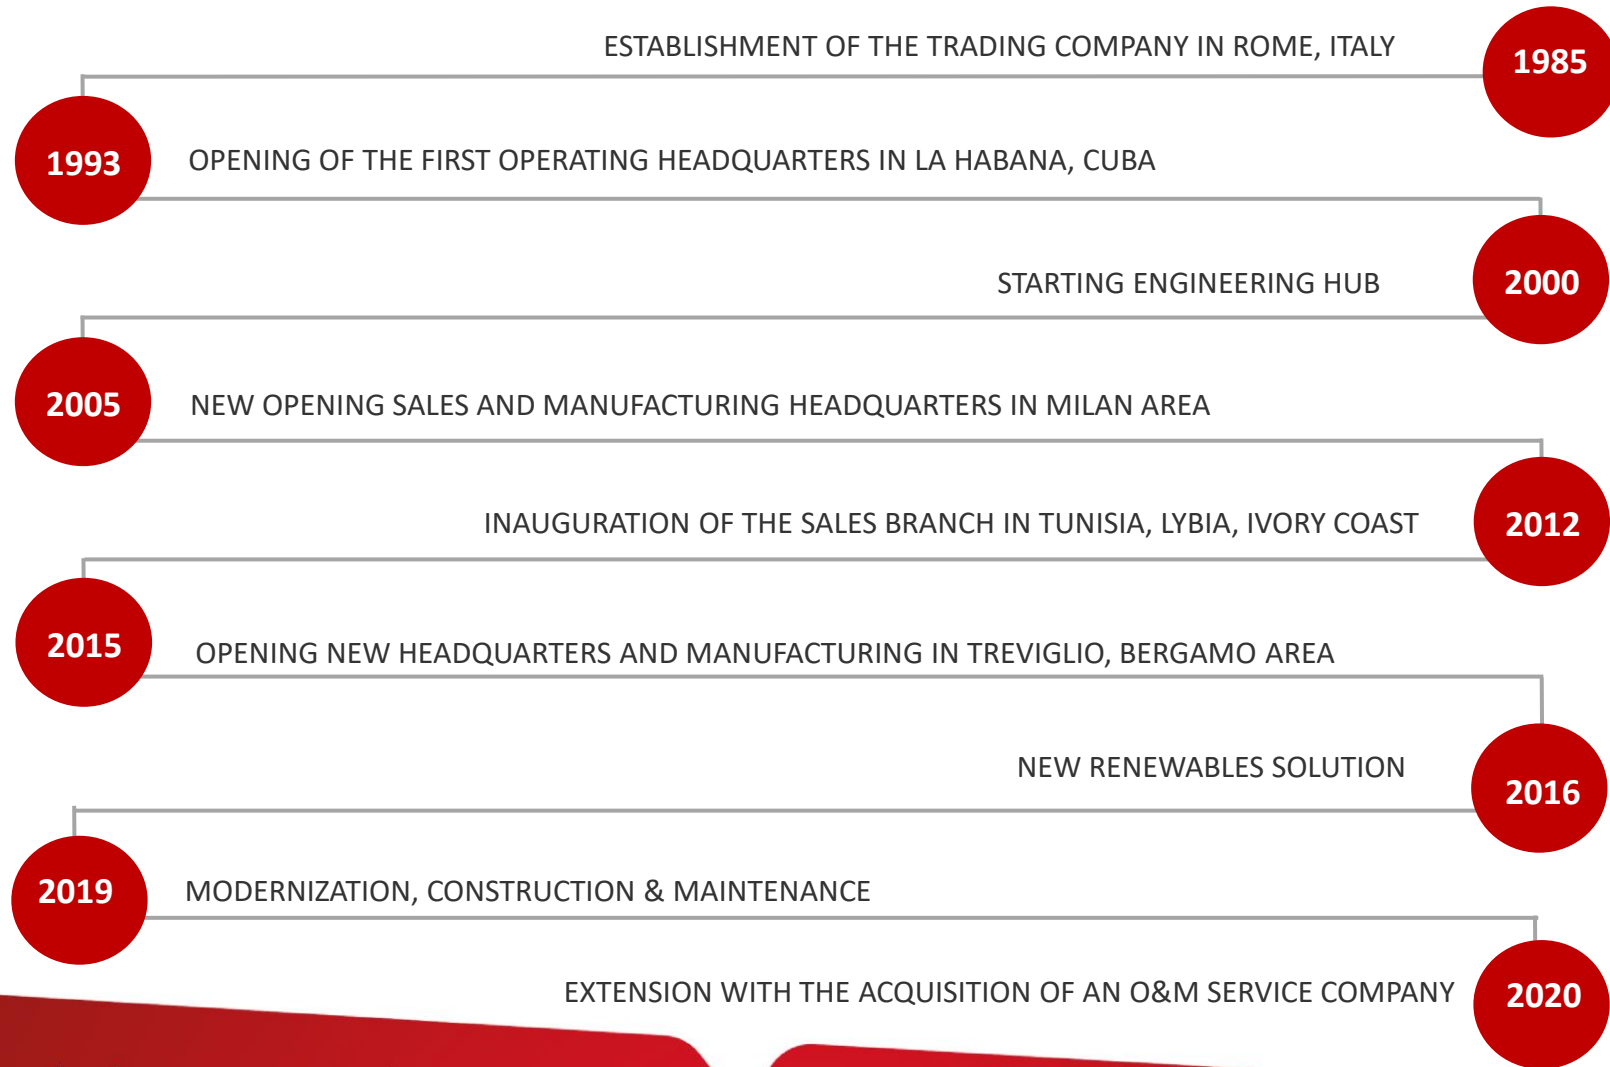 ESTABLISHMENT OF THE TRADING COMPANY IN ROME, ITALY
1985
1993
OPENING OF THE FIRST OPERATING HEADQUARTERS IN LA HABANA, CUBA
STARTING ENGINEERING HUB
2000
2005
NEW OPENING SALES AND MANUFACTURING HEADQUARTERS IN MILAN AREA
INAUGURATION OF THE SALES BRANCH IN TUNISIA, LYBIA, IVORY COAST
2012
2015
OPENING NEW HEADQUARTERS AND MANUFACTURING IN TREVIGLIO, BERGAMO AREA
NEW RENEWABLES SOLUTION
2016
2019
MODERNIZATION, CONSTRUCTION & MAINTENANCE
EXTENSION WITH THE ACQUISITION OF AN O&M SERVICE COMPANY
2020